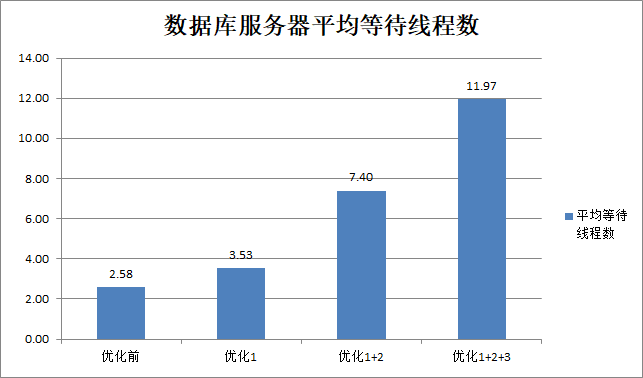 数据库服务器平均等待线程数
14.00
12.00
10.00
8.00
6.00
4.00
2.00
0.00
2.58
3.53
7.40
11.97
优化前
优化1
优化1+2
优化1+2+3
平均等待
线程数